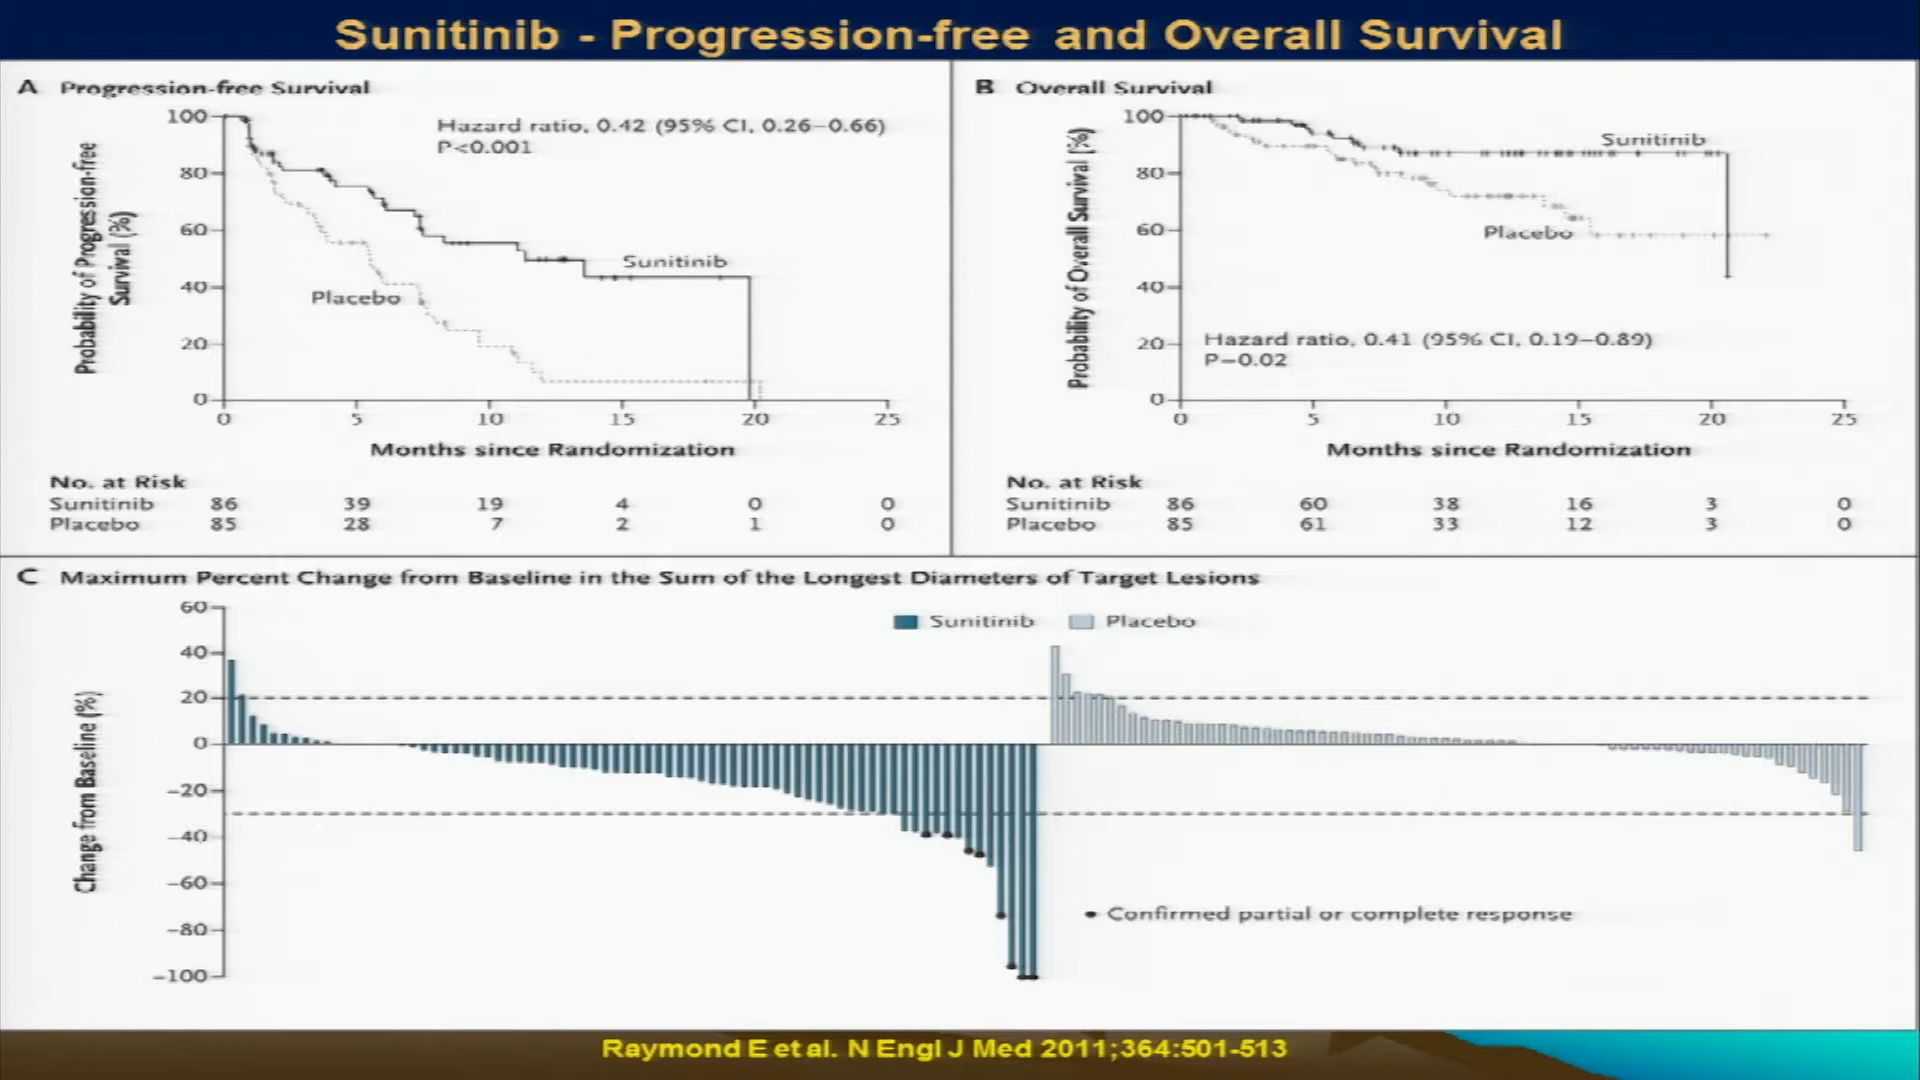 Sunitinib - Progression-free and Overall Survival
A Progression-free Survival
Probability of Progression-free
Survival (%)
100
80
60
40
20
0
Hazard ratio, 0.42 (95% CI, 0.26–0.66)
P<0.001
Sunitinib
Placebo
0 5 10 15 20 25
Months since Randomization
No. at Risk
Sunitinib 86 39 19 4 0 0
Placebo 85 28 7 2 1 0
B Overall Survival
Probability of Overall Survival (%)
100
80
60
40
20
0
Sunitinib
Placebo
Hazard ratio, 0.41 (95% CI, 0.19–0.89)
P=0.02
0 5 10 15 20 25
Months since Randomization
No. at Risk
Sunitinib 86 60 38 16 3 0
Placebo 85 61 33 12 3 0
C Maximum Percent Change from Baseline in the Sum of the Longest Diameters of Target Lesions
Change from Baseline (%)
60
40
20
0
–20
–40
–60
–80
–100
Sunitinib Placebo
• Confirmed partial or complete response
Raymond E et al. N Engl J Med 2011;364:501-513